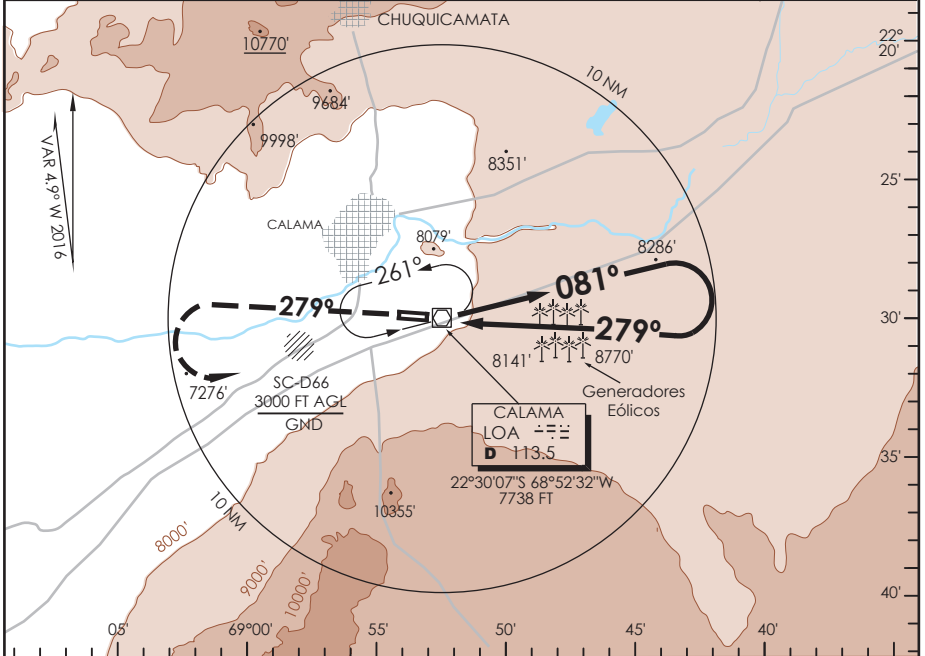 CHUQUICAMATA
10770'
9684'
9998'
10 NM
22°
20'
VAR 4.9° W 2016
8351'
25'
CALAMA
8079'
8286'
261°
081°
279°
279°
30'
7276'
SC-D66
3000 FT AGL
GND
8141'
8770'
Generadores
Eólicos
CALAMA
LOA
D 113.5
22°30'07"S 68°52'32"W
7738 FT
35'
10355'
10 NM
8000'
9000'
10000'
40'
05'
69°00'
55'
50'
45'
40'